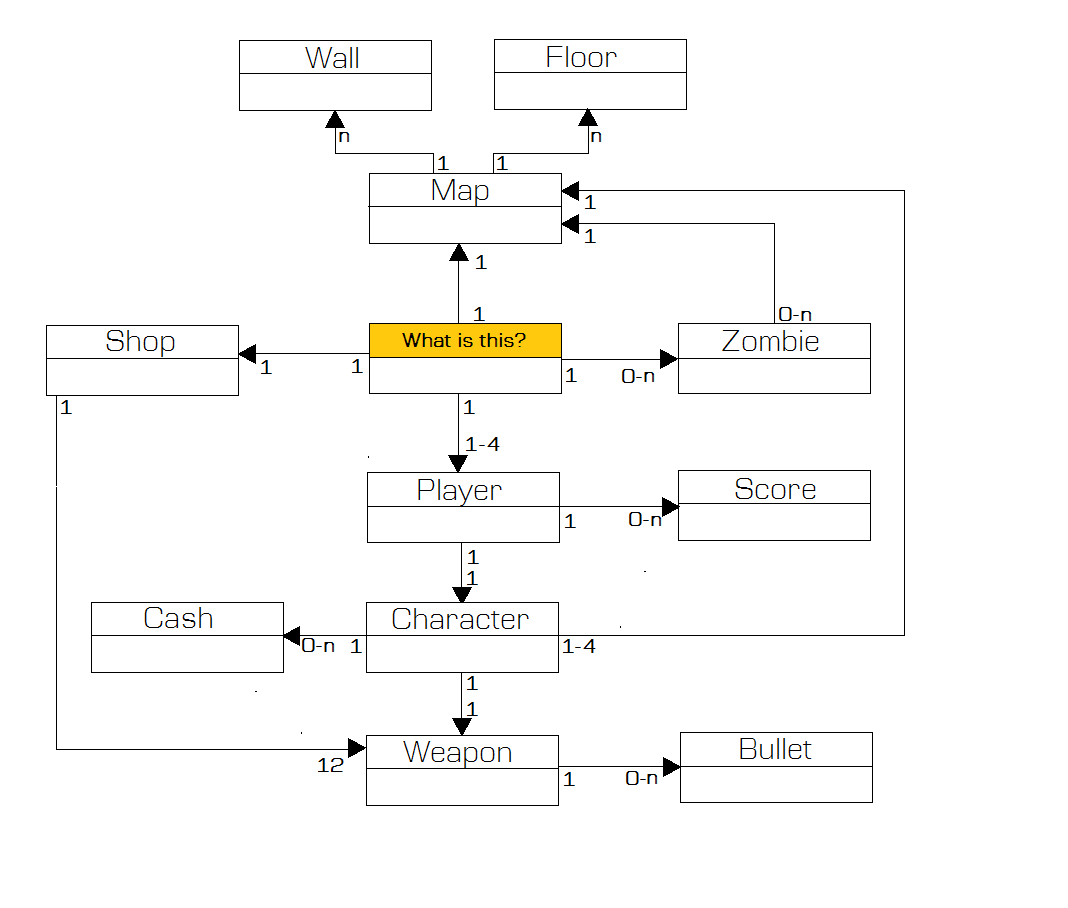 Wall
Floor
n
n
1
1
Map
1
1
1
1
0-n
Shop
What is this?
Zombie
1
1
1
0-n
1
1
1-4
Player
Score
1
0-n
1
1
Cash
Character
0-n
1
1-4
1
1
Weapon
Bullet
12
1
0-n